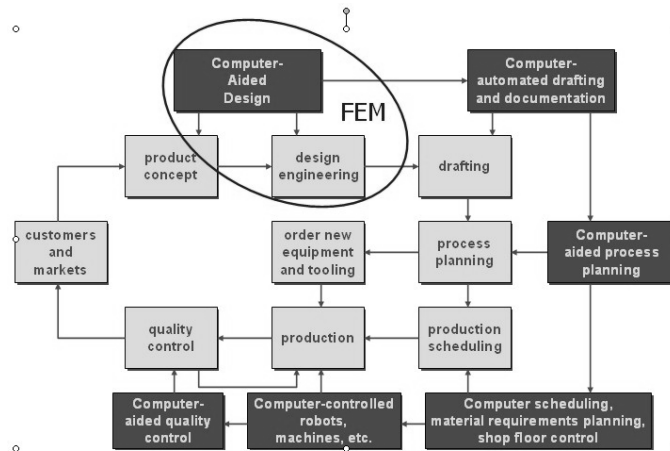 Computer-
Aided
Design
Computer-
automated drafting
and documentation
FEM
product
concept
design
engineering
drafting
customers
and
markets
order new
equipment
and tooling
process
planning
Computer-
aided process
planning
quality
control
production
production
scheduling
Computer-
aided quality
control
Computer-controlled
robots,
machines, etc.
Computer scheduling,
material requirements planning,
shop floor control